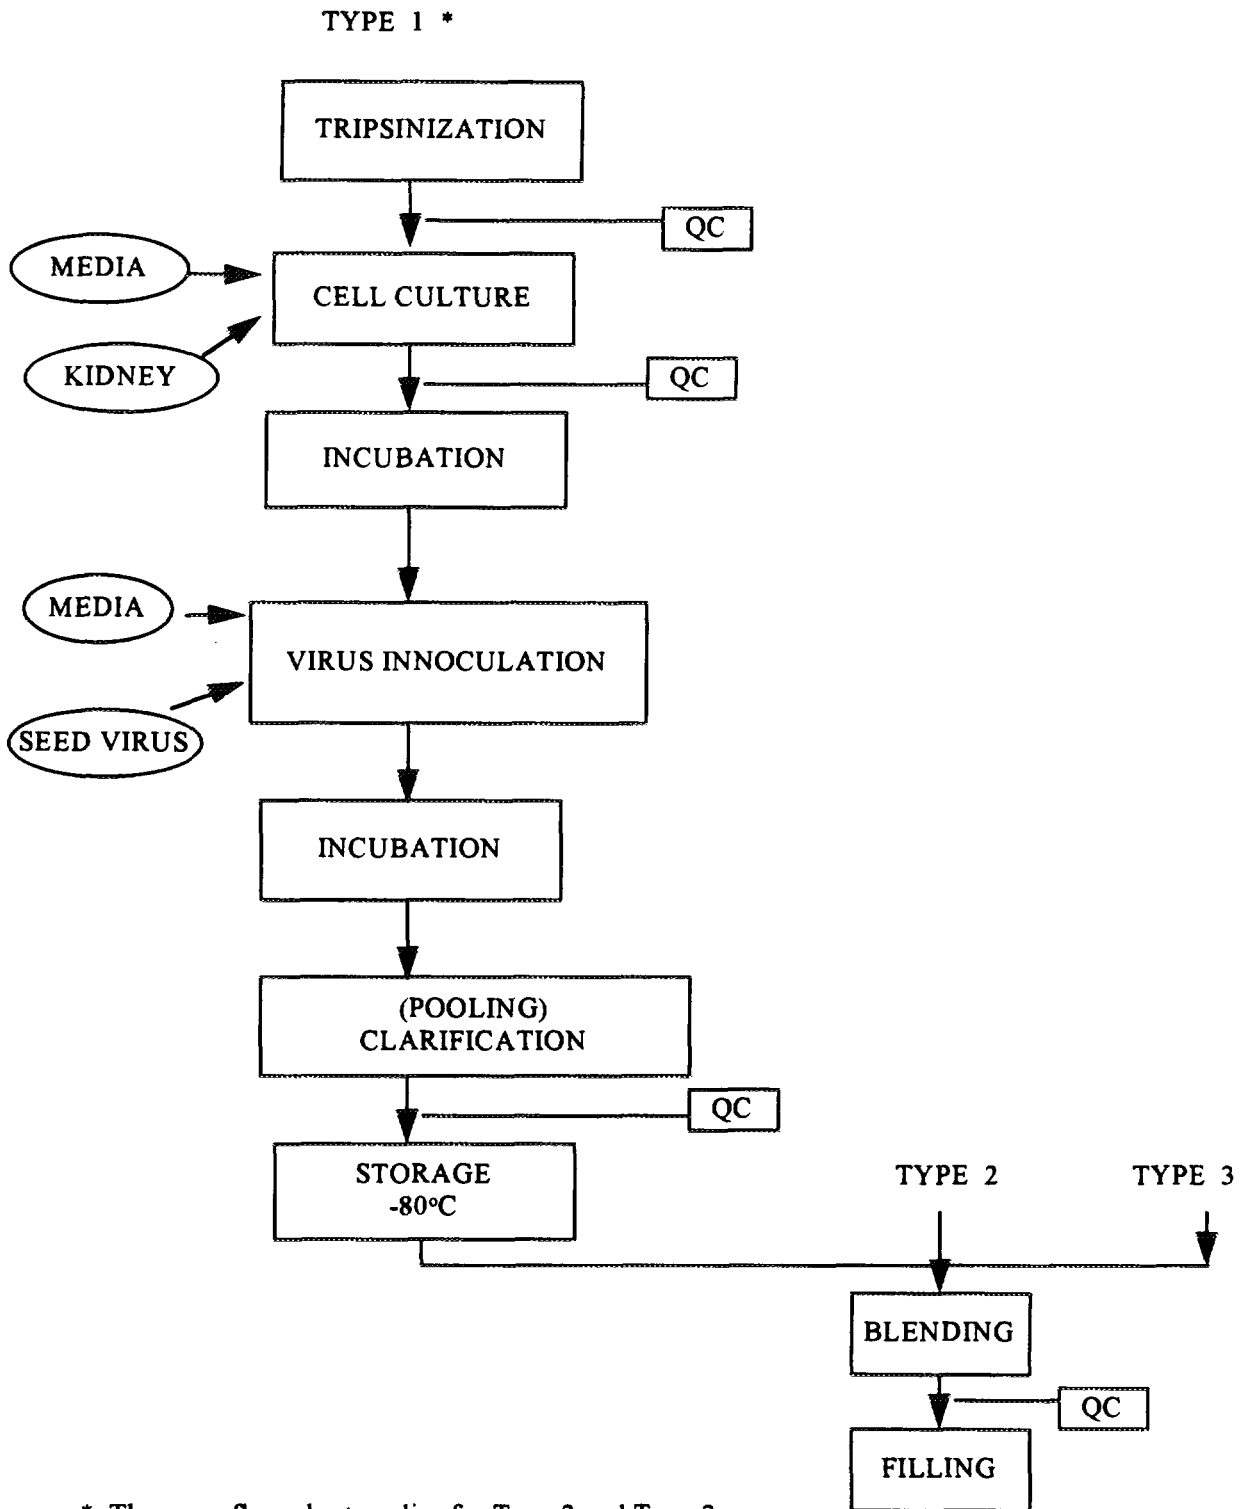 TYPE 1 *
TRIPSINIZATION
QC
MEDIA
CELL CULTURE
KIDNEY
QC
INCUBATION
MEDIA
VIRUS INNOCULATION
SEED VIRUS
INCUBATION
(POOLING)
CLARIFICATION
QC
STORAGE
-80°C
TYPE 2
TYPE 3
BLENDING
QC
FILLING